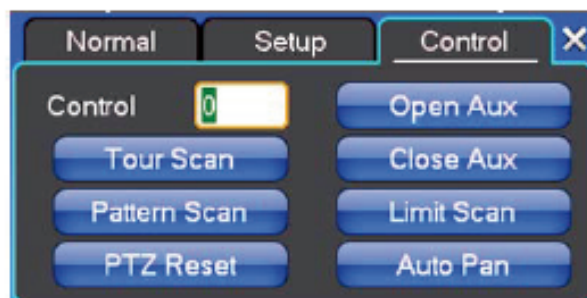 Normal Setup Control X
Control 0 Open Aux
Tour Scan Close Aux
Pattern Scan Limit Scan
PTZ Reset Auto Pan